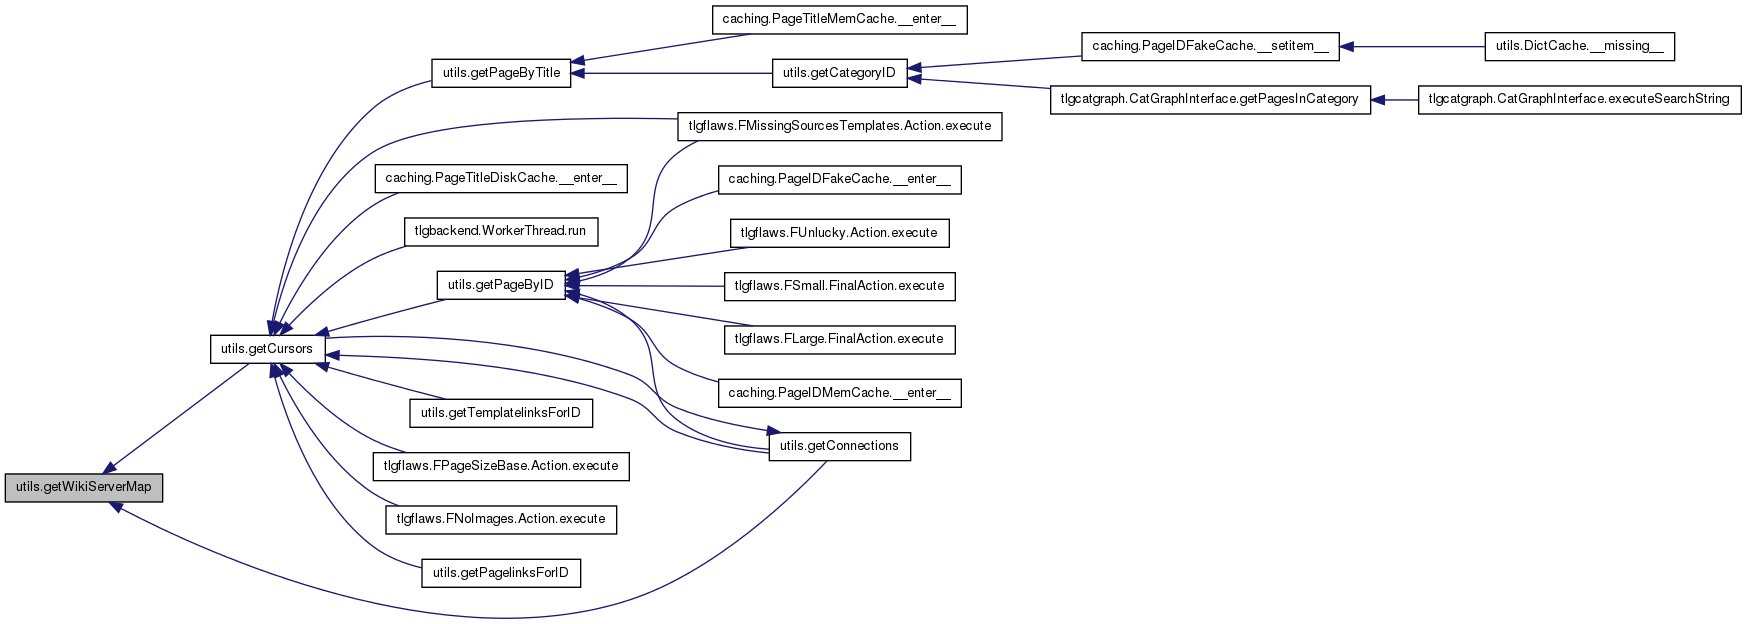 caching.PageTitleMemCache.__enter__
caching.PageIDFakeCache.__setitem__
utils.DictCache.__missing__
utils.getPageByTitle
utils.getCategoryID
tlgcatgraph.CatGraphInterface.getPagesInCategory
tlgcatgraph.CatGraphInterface.executeSearchString
tlgflaws.FMissingSourcesTemplates.Action.execute
caching.PageTitleDiskCache.__enter__
caching.PageIDFakeCache.__enter__
tlgbackend.WorkerThread.run
tlgflaws.FUnlucky.Action.execute
utils.getPageByID
tlgflaws.FSmall.FinalAction.execute
utils.getCursors
tlgflaws.FLarge.FinalAction.execute
caching.PageIDMemCache.__enter__
utils.getTemplatelinksForID
utils.getConnections
tlgflaws.FPageSizeBase.Action.execute
utils.getWikiServerMap
tlgflaws.FNoImages.Action.execute
utils.getPagelinksForID